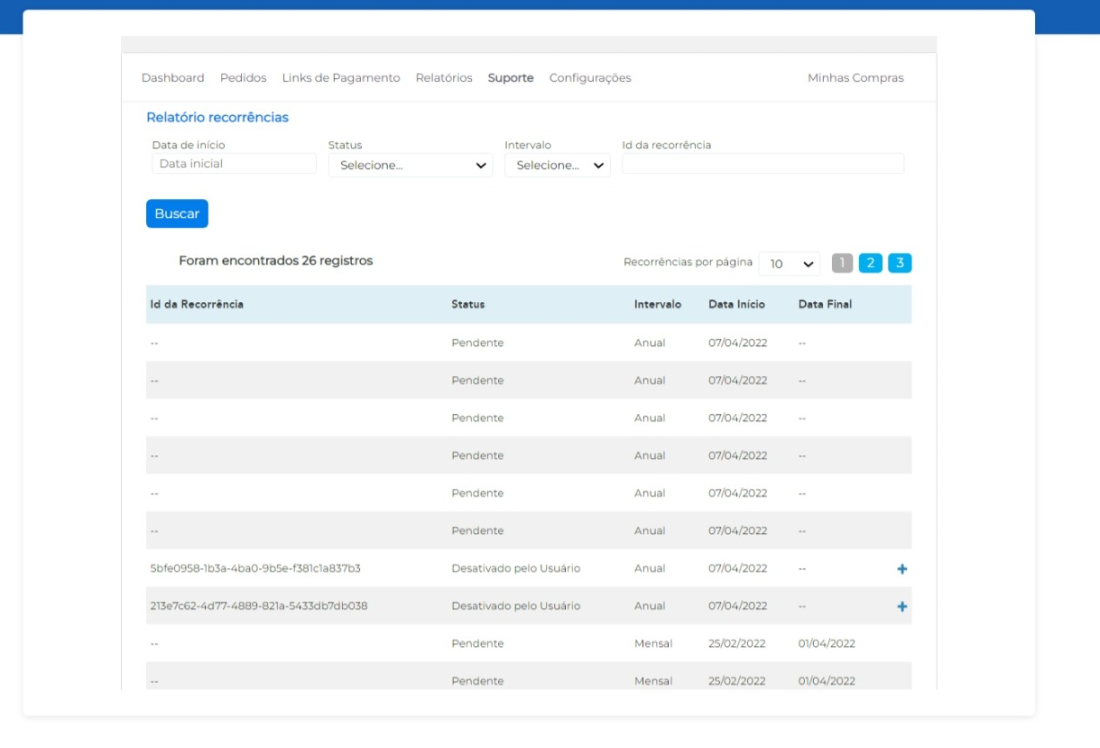 Dashboard Pedidos Links de Pagamento Relatórios Suporte Configurações Minhas Compras
Relatório recorrências
Data de início Status Intervalo Id da recorrência
Data inicial Selecione... Selecione...
Buscar
Foram encontrados 26 registros Recorrências por página 10 1 2 3
Id da Recorrência Status Intervalo Data Início Data Final
-- Pendente Anual 07/04/2022 --
-- Pendente Anual 07/04/2022 --
-- Pendente Anual 07/04/2022 --
-- Pendente Anual 07/04/2022 --
-- Pendente Anual 07/04/2022 --
-- Pendente Anual 07/04/2022 --
5bfe0958-1b3a-4ba0-9b5e-f381c1a837b3 Desativado pelo Usuário Anual 07/04/2022 -- +
213e7c62-4d77-4889-821a-5433db7db038 Desativado pelo Usuário Anual 07/04/2022 -- +
-- Pendente Mensal 25/02/2022 01/04/2022
-- Pendente Mensal 25/02/2022 01/04/2022